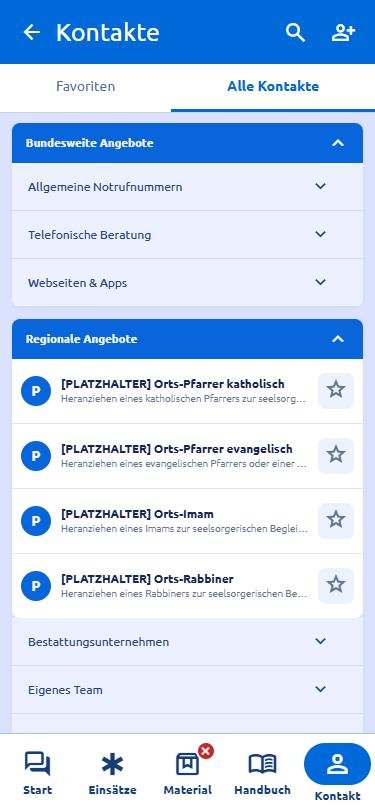 Kontakte
Favoriten
Alle Kontakte
Bundesweite Angebote
Allgemeine Notrufnummern
Telefonische Beratung
Webseiten & Apps
Regionale Angebote
P
[PLATZHALTER] Orts-Pfarrer katholisch
Heranziehen eines katholischen Pfarrers zur seelsorg...
P
[PLATZHALTER] Orts-Pfarrer evangelisch
Heranziehen eines evangelischen Pfarrers oder einer ...
P
[PLATZHALTER] Orts-Imam
Heranziehen eines Imams zur seelsorgerischen Beglei...
P
[PLATZHALTER] Orts-Rabbiner
Heranziehen eines Rabbiners zur seelsorgerischen Be...
Bestattungsunternehmen
Eigenes Team
Start
Einsätze
Material
Handbuch
Kontakt